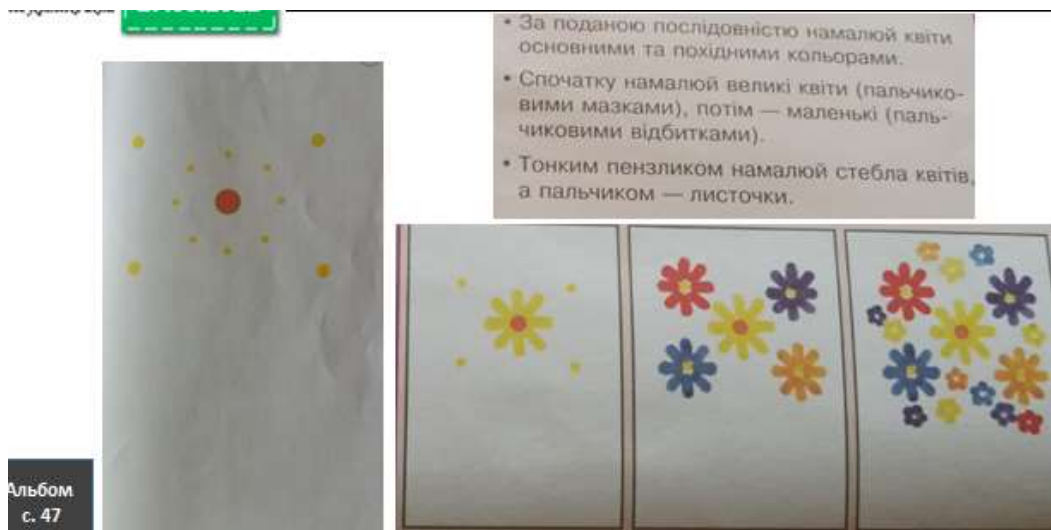 • За поданою послідовністю намалюй квіти
основними та похідними кольорами.
• Спочатку намалюй великі квіти (пальчико-
вими мазками), потім — маленькі (паль-
чиковими відбитками).
• Тонким пензликом намалюй стебла квітів,
а пальчиком — листочки.
Альбом
с. 47